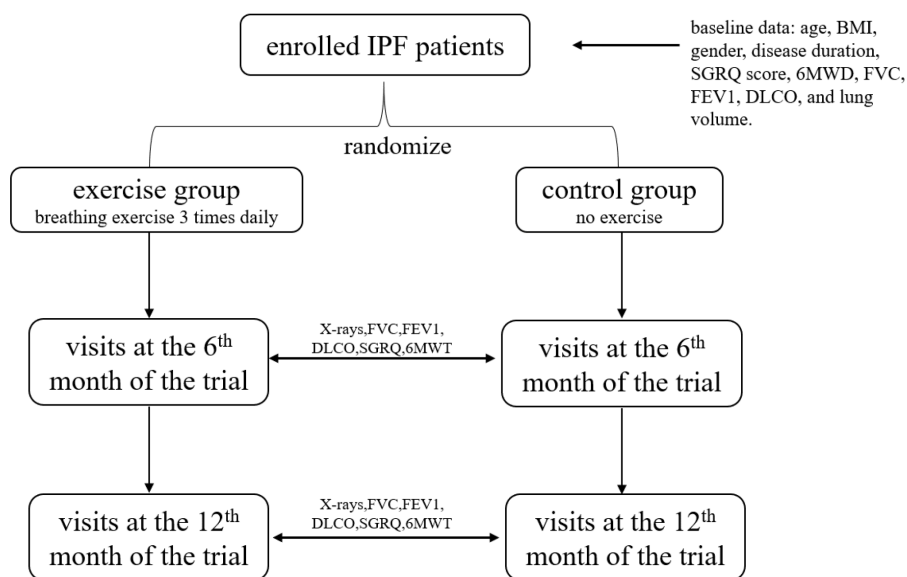 enrolled IPF patients
baseline data: age, BMI,
gender, disease duration,
SGRQ score, 6MWD, FVC,
FEV1, DLCO, and lung
volume.
randomize
exercise group
breathing exercise 3 times daily
control group
no exercise
visits at the 6th
month of the trial
X-rays,FVC,FEV1,
DLCO,SGRQ,6MWT
visits at the 6th
month of the trial
visits at the 12th
month of the trial
X-rays,FVC,FEV1,
DLCO,SGRQ,6MWT
visits at the 12th
month of the trial